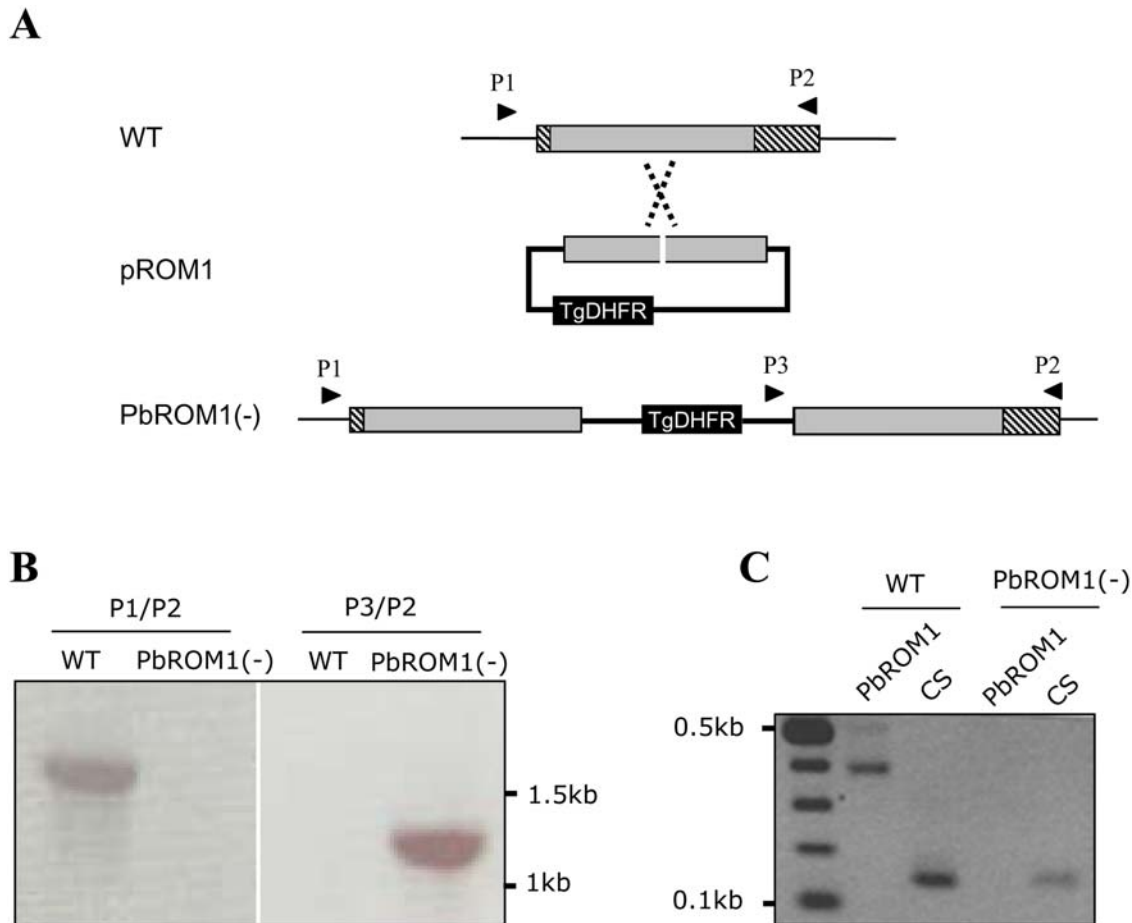 A
P1
P2
WT
pROM1
TgDHFR
P1
P3
P2
PbROM1(-)
TgDHFR
B
P1/P2
P3/P2
WT
PbROM1(-)
WT
PbROM1(-)
1.5kb
1kb
C
WT
PbROM1(-)
PbROM1
CS
PbROM1
CS
0.5kb
0.1kb